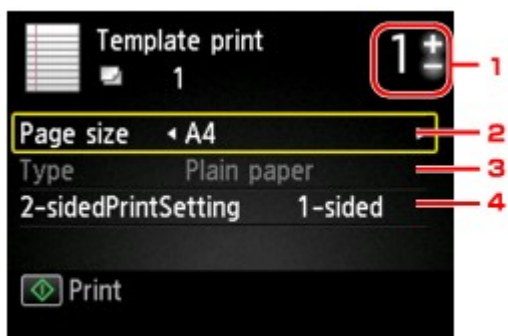 Template print
1
1 + -
1
Page size A4
2
Type Plain paper
3
2-sidedPrintSetting 1-sided
4
Print